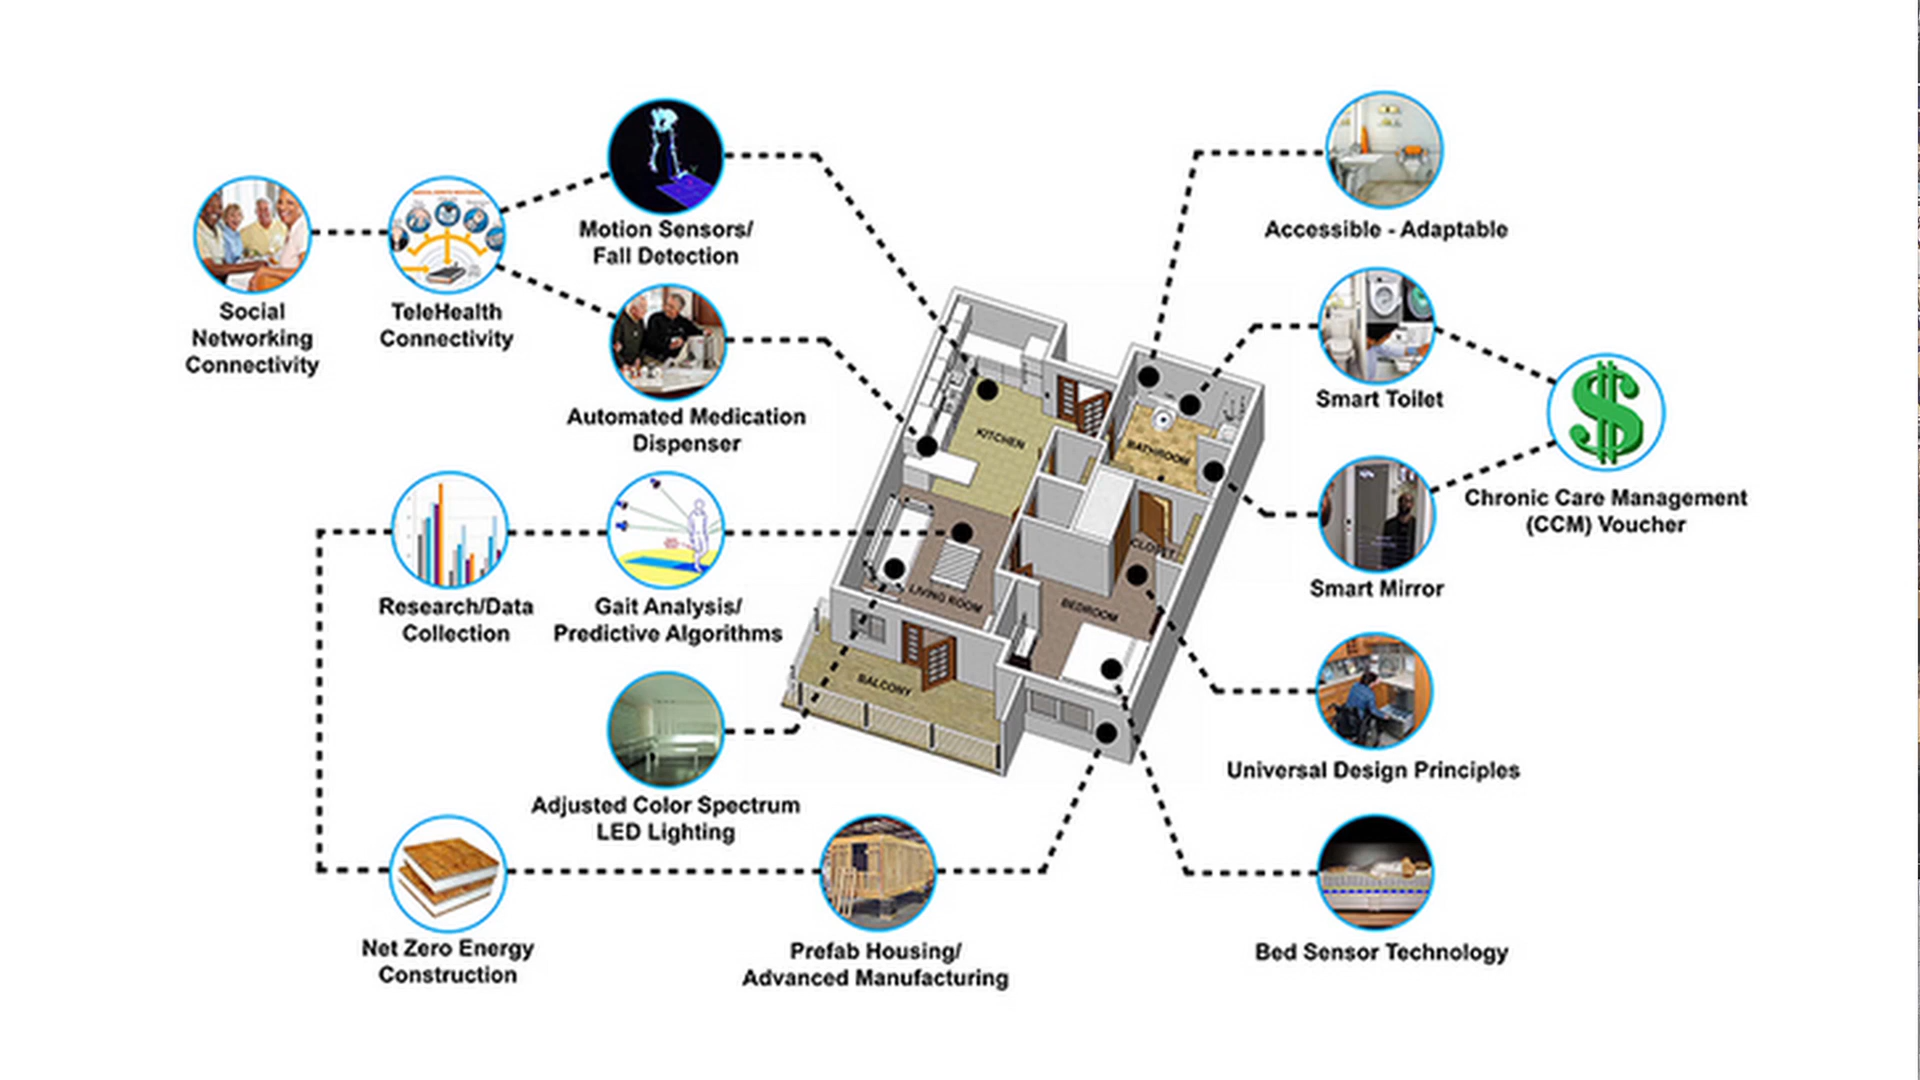 Motion Sensors/
Fall Detection
Accessible - Adaptable
Social
Networking
Connectivity
TeleHealth
Connectivity
Smart Toilet
Automated Medication
Dispenser
KITCHEN
BATHROOM
Chronic Care Management
(CCM) Voucher
CLOSET
Smart Mirror
Research/Data
Collection
Gait Analysis/
Predictive Algorithms
LIVING ROOM
BEDROOM
BALCONY
Universal Design Principles
Adjusted Color Spectrum
LED Lighting
Net Zero Energy
Construction
Prefab Housing/
Advanced Manufacturing
Bed Sensor Technology